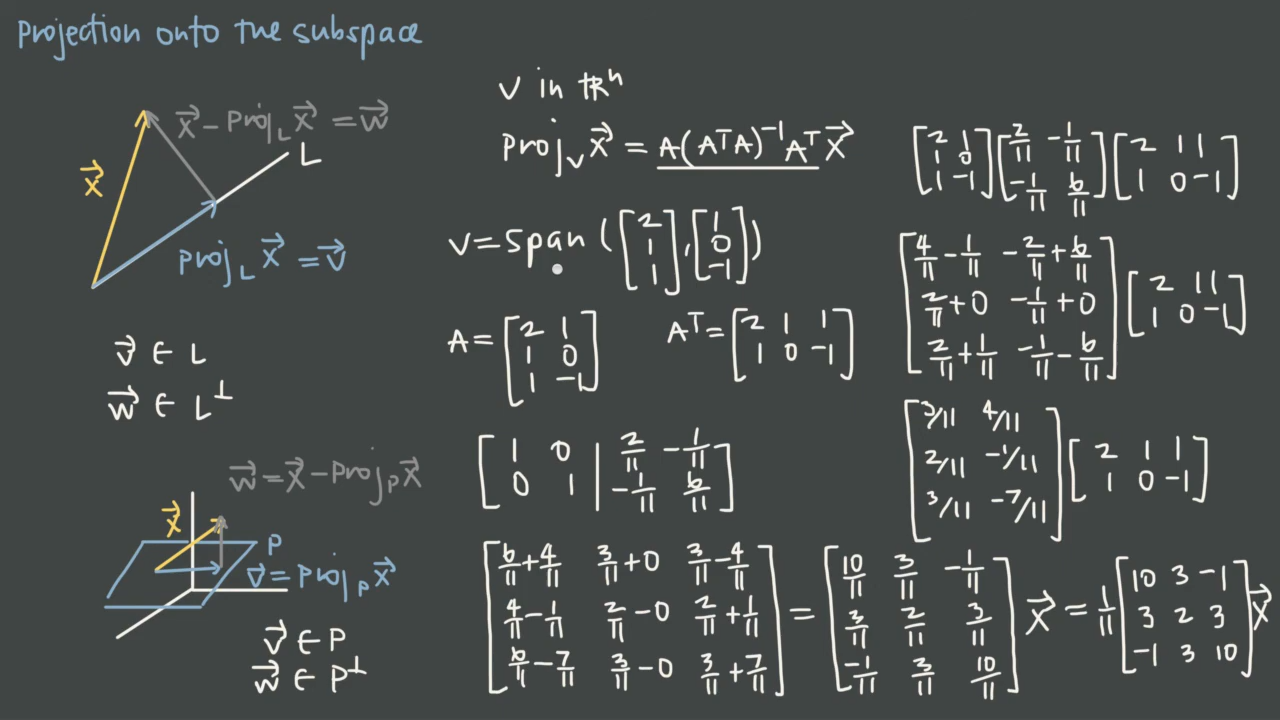 Projection onto the subspace
x⃗ - Proj_L x⃗ = w⃗
L
x⃗
Proj_L x⃗ = v⃗
v⃗ ∈ L
w⃗ ∈ L^⊥
w⃗ = x⃗ - Proj_P x⃗
x⃗
P
v⃗ = Proj_P x⃗
v⃗ ∈ P
w⃗ ∈ P^⊥
V in ℝ^n
Proj_V x⃗ = A(A^T A)^-1 A^T x⃗
V = Span ([2 1 1], [1 0 -1])
A = [2 1; 1 0; 1 -1] A^T = [2 1 1; 1 0 -1]
[1 0 | 2/11 -1/11; 0 1 | -1/11 6/11]
[2 1; 1 0; 1 -1] [2/11 -1/11; -1/11 6/11] [2 1 1; 1 0 -1]
[4/11 - 1/11 -2/11 + 6/11; 2/11 + 0 -1/11 + 0; 2/11 + 1/11 -1/11 - 6/11] [2 1 1; 1 0 -1]
[3/11 4/11; 2/11 -1/11; 3/11 -7/11] [2 1 1; 1 0 -1]
[6/11 + 4/11 3/11 + 0 3/11 - 4/11; 4/11 - 1/11 2/11 - 0 2/11 + 1/11; 6/11 - 7/11 3/11 - 0 3/11 + 7/11] = [10/11 3/11 -1/11; 3/11 2/11 3/11; -1/11 3/11 10/11] x⃗ = 1/11 [10 3 -1; 3 2 3; -1 3 10] x⃗